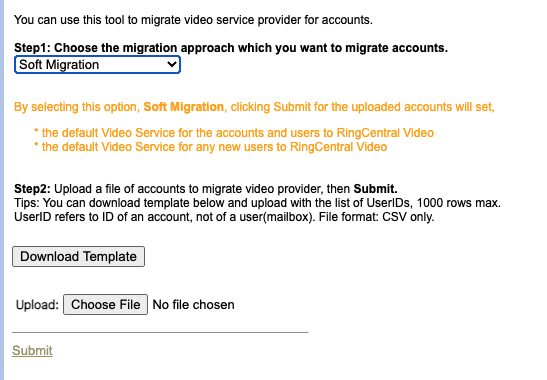 You can use this tool to migrate video service provider for accounts.
Step1: Choose the migration approach which you want to migrate accounts.
Soft Migration
By selecting this option, Soft Migration, clicking Submit for the uploaded accounts will set,
* the default Video Service for the accounts and users to RingCentral Video
* the default Video Service for any new users to RingCentral Video
Step2: Upload a file of accounts to migrate video provider, then Submit.
Tips: You can download template below and upload with the list of UserIDs, 1000 rows max.
UserID refers to ID of an account, not of a user(mailbox). File format: CSV only.
Download Template
Upload: Choose File No file chosen
Submit